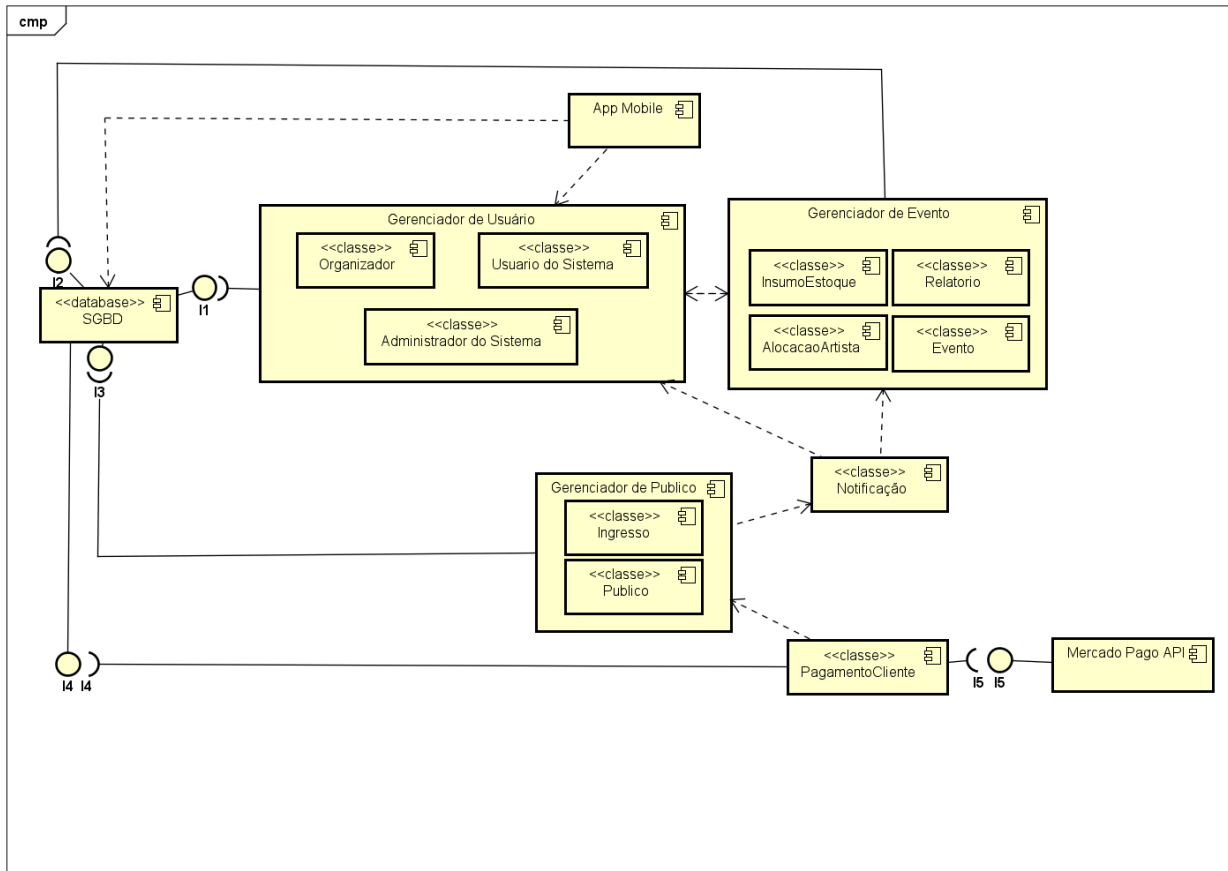 cmp
App Mobile
Gerenciador de Usuário
<<classe>>
Organizador
<<classe>>
Usuario do Sistema
<<classe>>
Administrador do Sistema
Gerenciador de Evento
<<classe>>
InsumoEstoque
<<classe>>
Relatorio
<<classe>>
AlocacaoArtista
<<classe>>
Evento
I2
I1
<<database>>
SGBD
I3
<<classe>>
Notificação
Gerenciador de Publico
<<classe>>
Ingresso
<<classe>>
Publico
<<classe>>
PagamentoCliente
Mercado Pago API
I4
I4
I5
I5